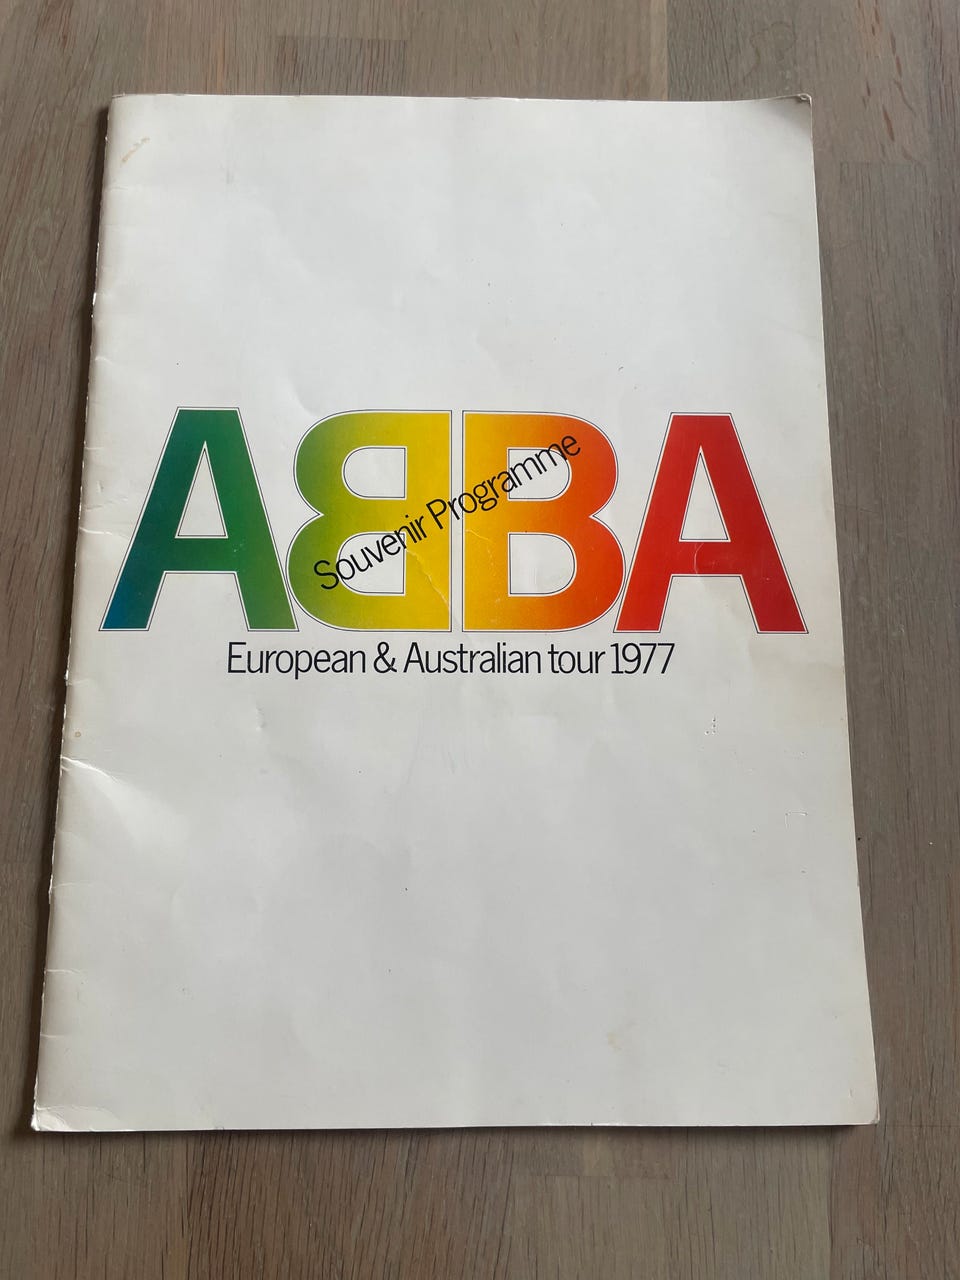 ABBA
Souvenir Programme
European & Australian tour 1977